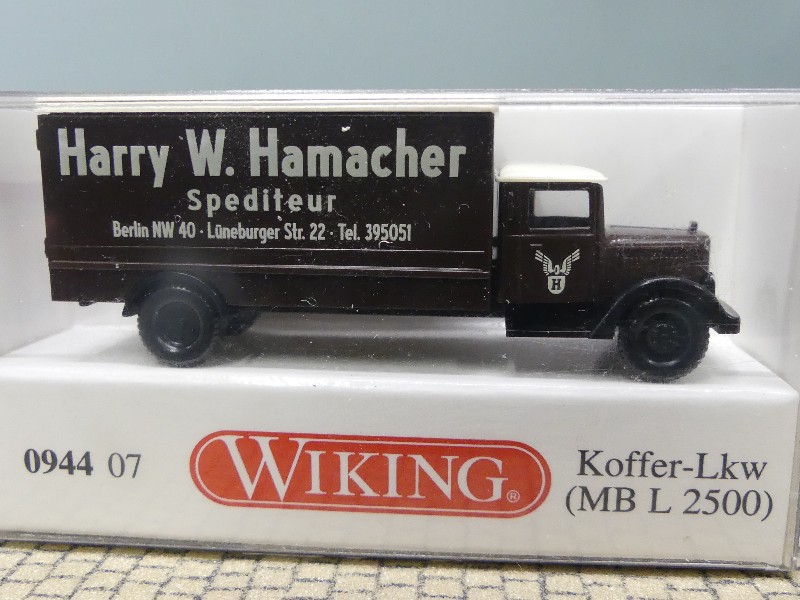 Harry W. Hamacher
Spediteur
Berlin NW 40 · Lüneburger Str. 22 · Tel. 395051
H
0944 07
WIKING®
Koffer-Lkw
(MB L 2500)